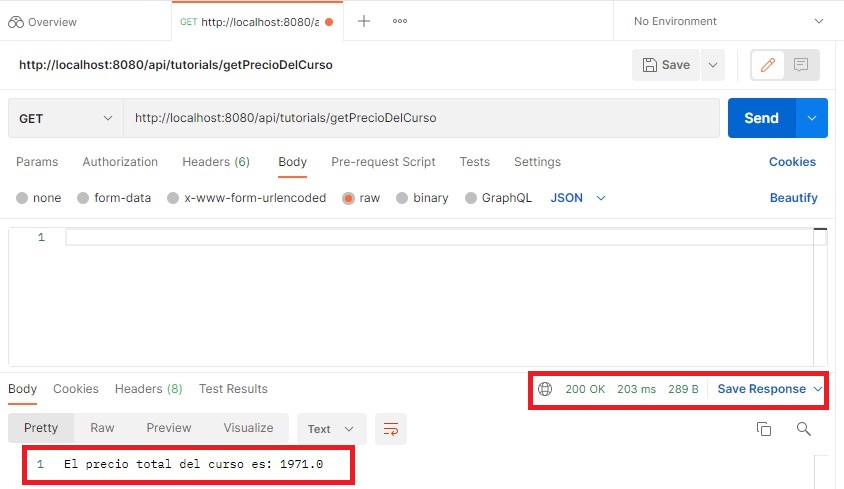 Overview
GET http://localhost:8080/a
No Environment
http://localhost:8080/api/tutorials/getPrecioDelCurso
Save
GET
http://localhost:8080/api/tutorials/getPrecioDelCurso
Send
Params Authorization Headers (6) Body Pre-request Script Tests Settings Cookies
none form-data x-www-form-urlencoded raw binary GraphQL JSON Beautify
1
Body Cookies Headers (8) Test Results 200 OK 203 ms 289 B Save Response
Pretty Raw Preview Visualize Text
1 El precio total del curso es: 1971.0